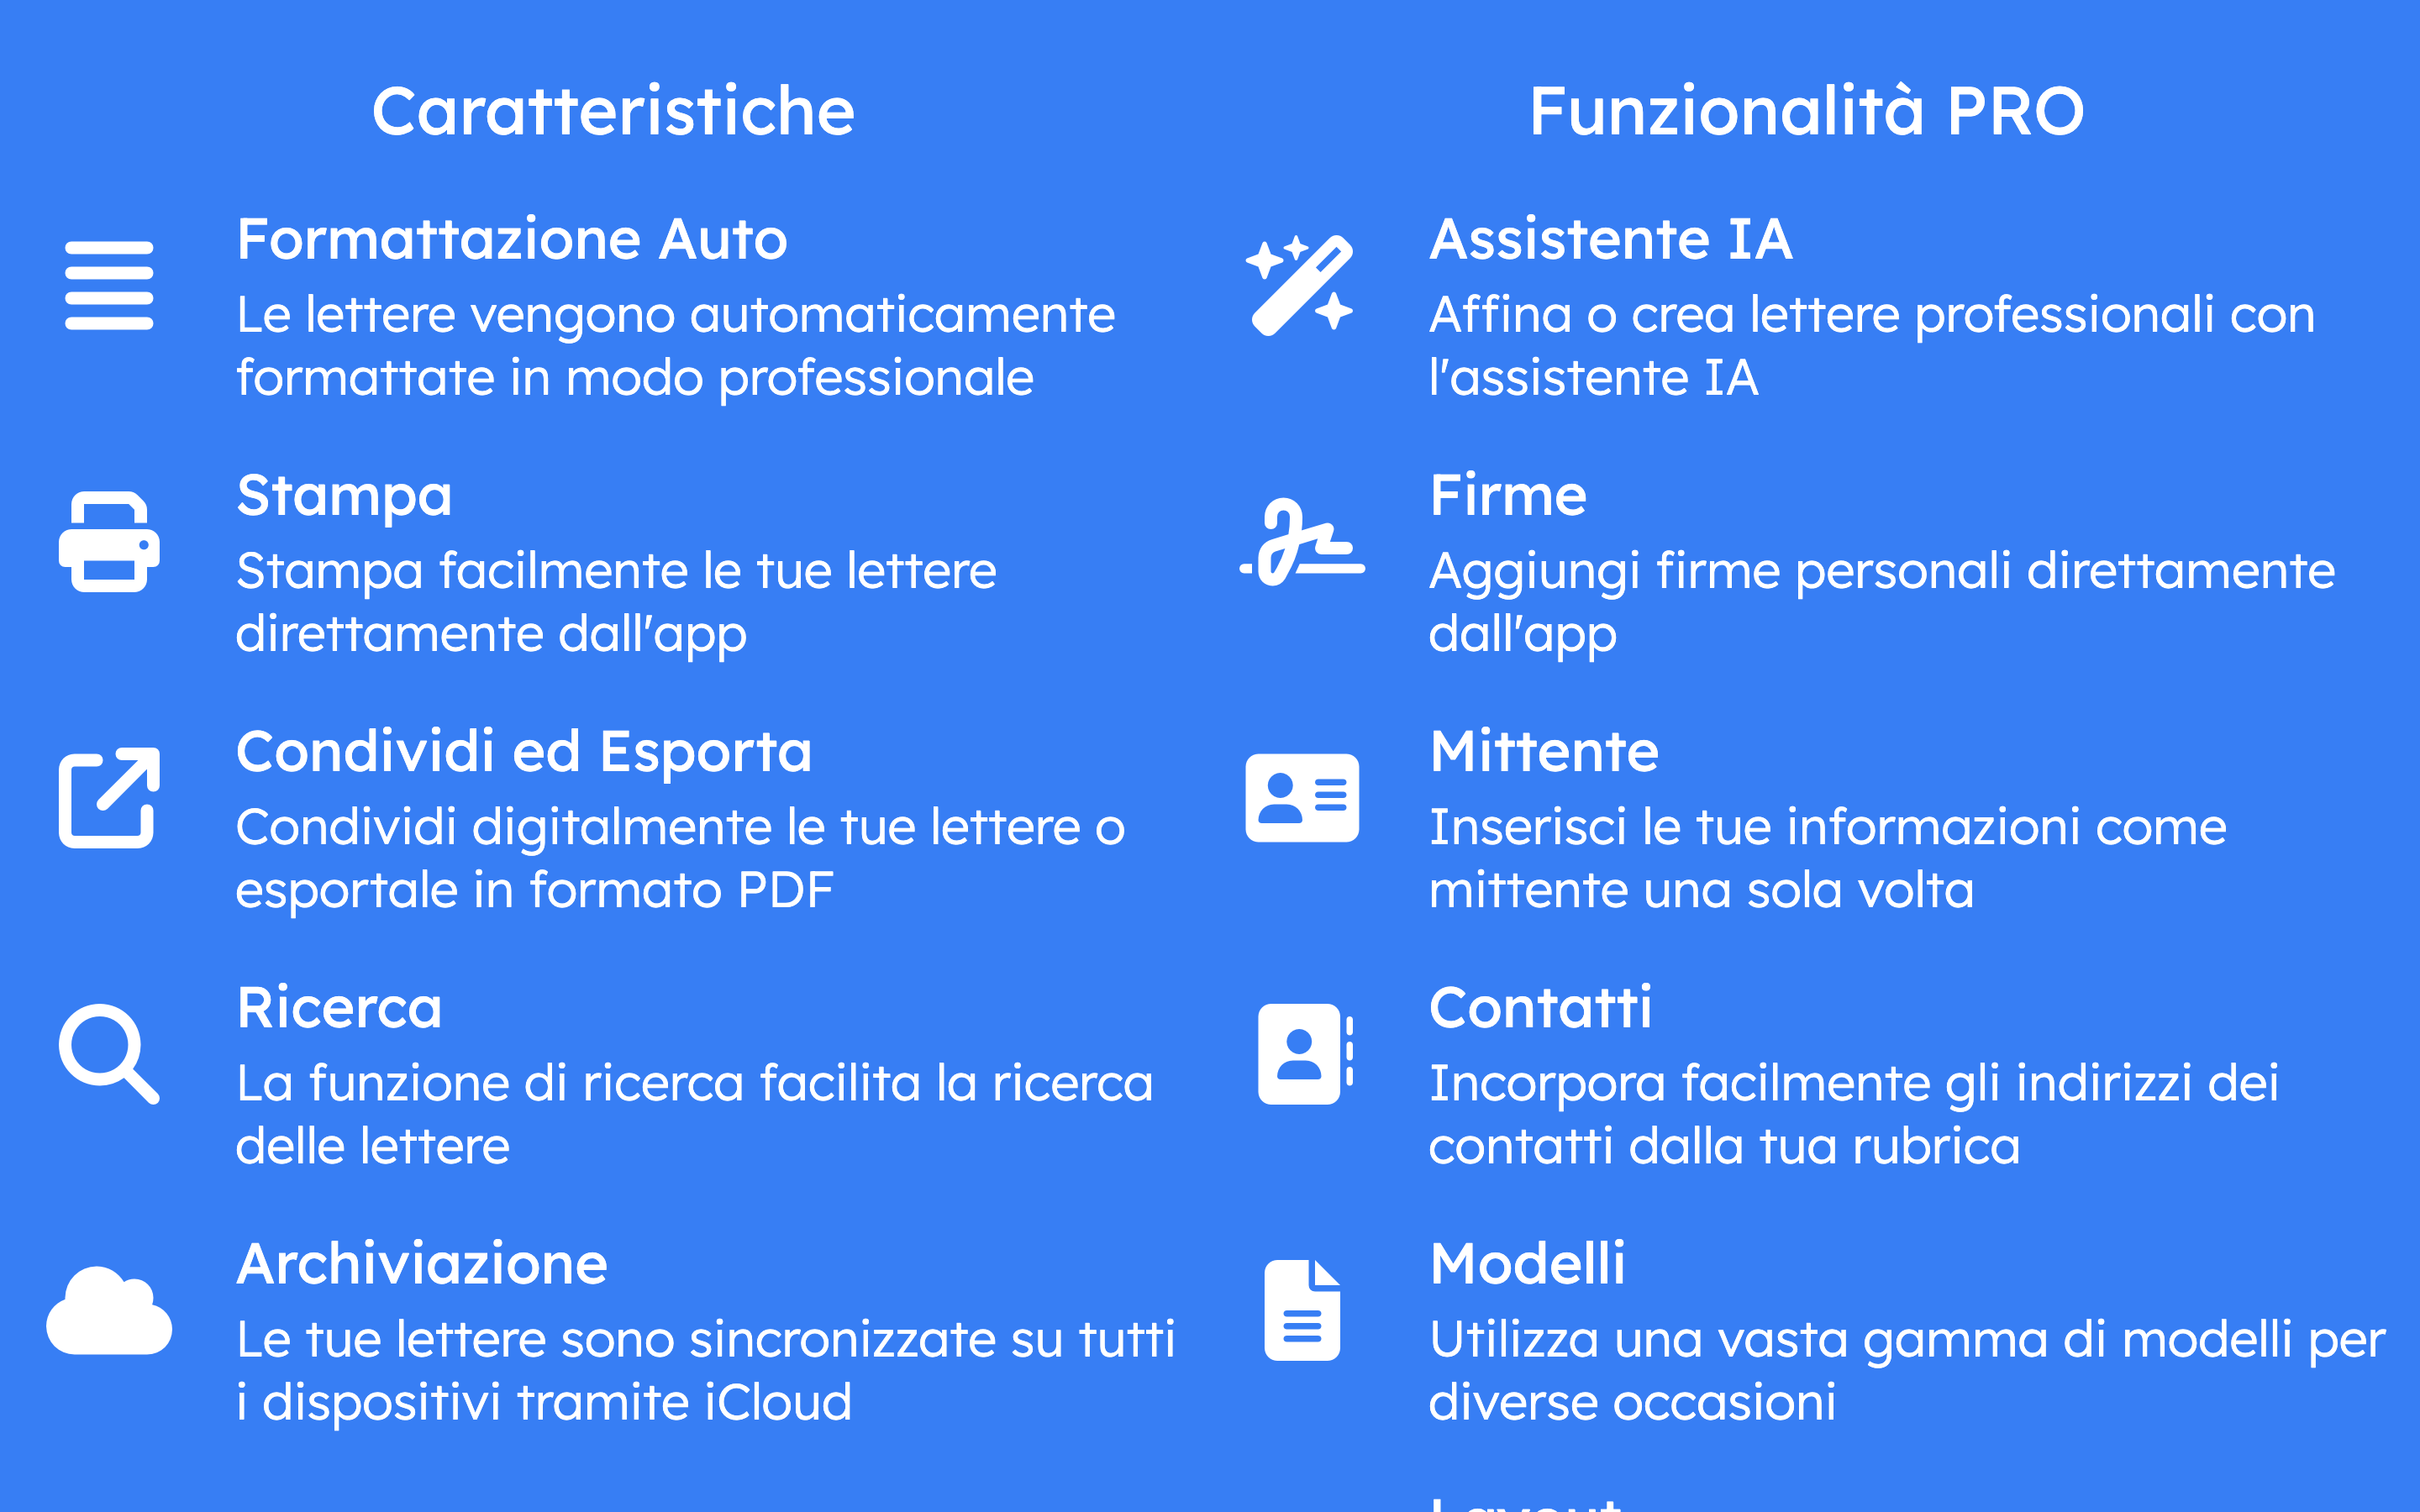 Caratteristiche
Formattazione Auto
Le lettere vengono automaticamente
formattate in modo professionale
Stampa
Stampa facilmente le tue lettere
direttamente dall'app
Condividi ed Esporta
Condividi digitalmente le tue lettere o
esportale in formato PDF
Ricerca
La funzione di ricerca facilita la ricerca
delle lettere
Archiviazione
Le tue lettere sono sincronizzate su tutti
i dispositivi tramite iCloud
Funzionalità PRO
Assistente IA
Affina o crea lettere professionali con
l'assistente IA
Firme
Aggiungi firme personali direttamente
dall'app
Mittente
Inserisci le tue informazioni come
mittente una sola volta
Contatti
Incorpora facilmente gli indirizzi dei
contatti dalla tua rubrica
Modelli
Utilizza una vasta gamma di modelli per
diverse occasioni